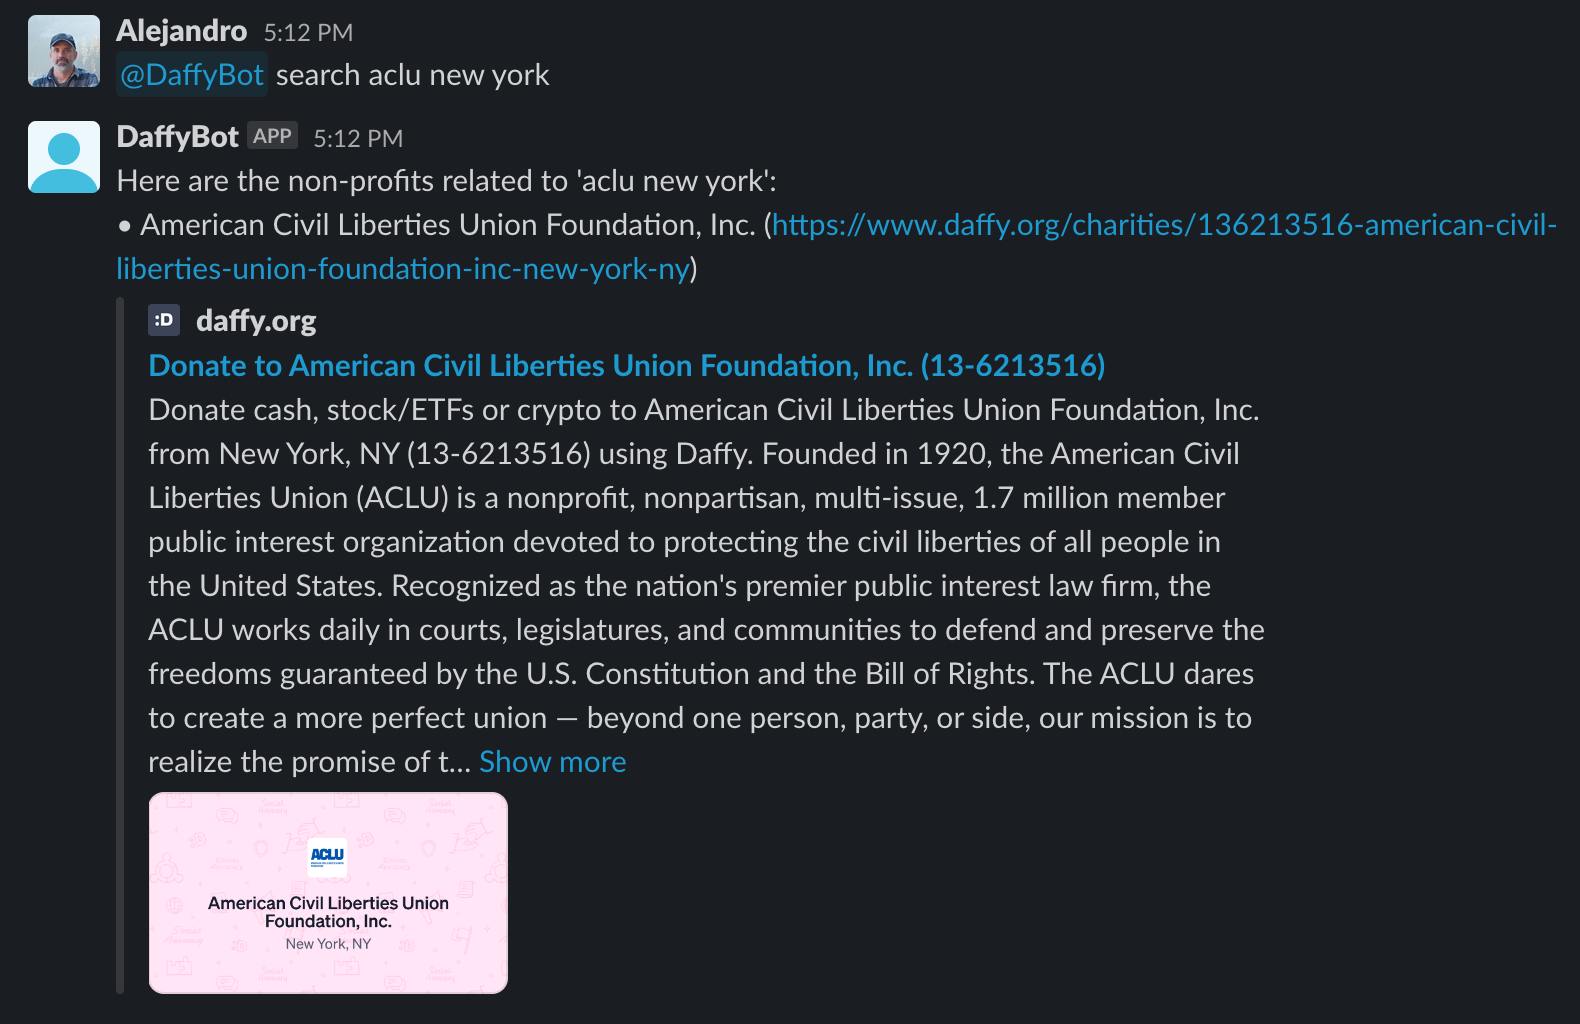 Alejandro 5:12 PM
@DaffyBot search aclu new york
DaffyBot APP 5:12 PM
Here are the non-profits related to 'aclu new york':
• American Civil Liberties Union Foundation, Inc. (https://www.daffy.org/charities/136213516-american-civil-
liberties-union-foundation-inc-new-york-ny)
:D daffy.org
Donate to American Civil Liberties Union Foundation, Inc. (13-6213516)
Donate cash, stock/ETFs or crypto to American Civil Liberties Union Foundation, Inc.
from New York, NY (13-6213516) using Daffy. Founded in 1920, the American Civil
Liberties Union (ACLU) is a nonprofit, nonpartisan, multi-issue, 1.7 million member
public interest organization devoted to protecting the civil liberties of all people in
the United States. Recognized as the nation's premier public interest law firm, the
ACLU works daily in courts, legislatures, and communities to defend and preserve the
freedoms guaranteed by the U.S. Constitution and the Bill of Rights. The ACLU dares
to create a more perfect union — beyond one person, party, or side, our mission is to
realize the promise of t... Show more
ACLU
American Civil Liberties Union
Foundation, Inc.
New York, NY